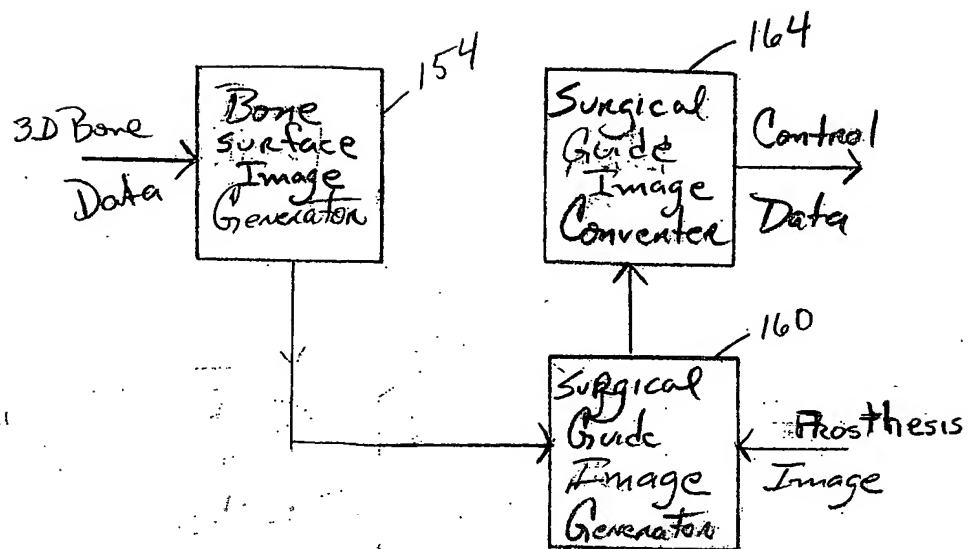 154
3D Bone
Data
Bone
Surface
Image
Generator
164
Surgical
Guide
Image
Converter
Control
Data
160
Surgical
Guide
Image
Generator
Prosthesis
Image